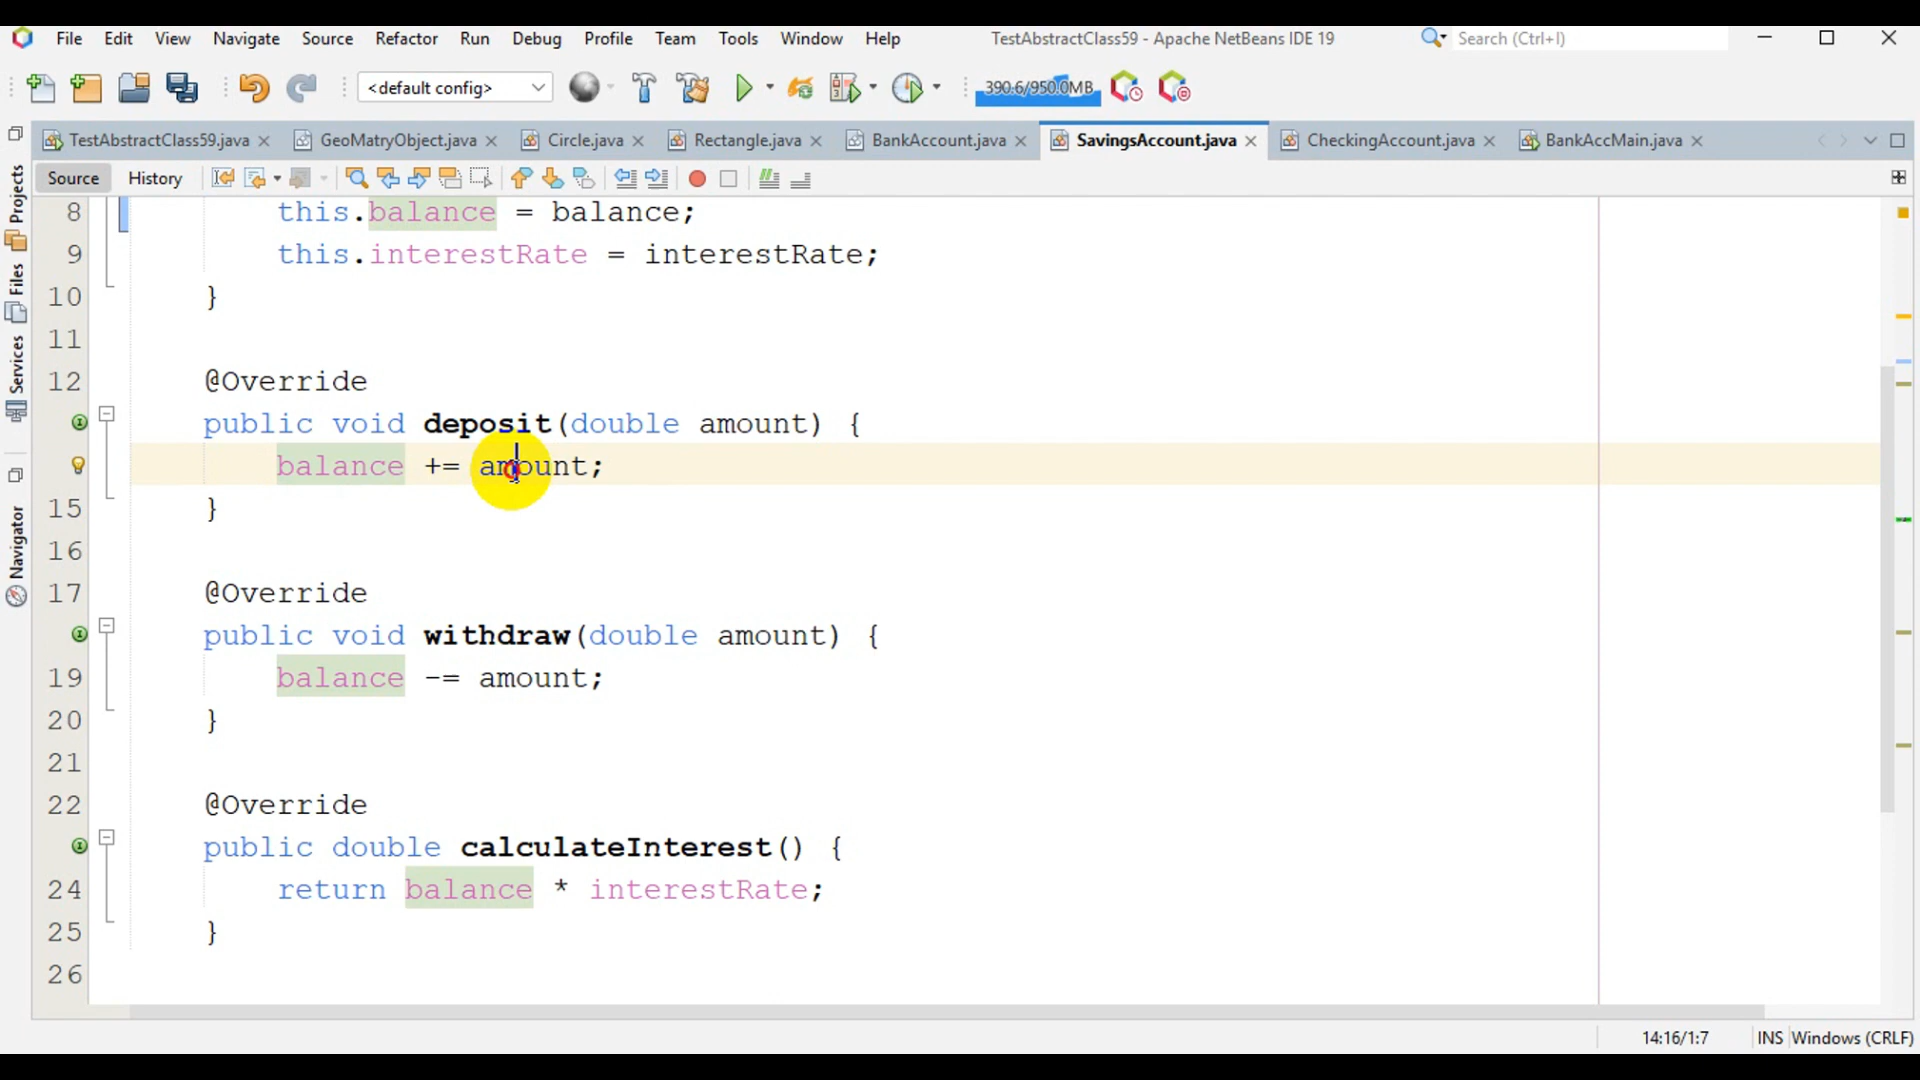 File Edit View Navigate Source Refactor Run Debug Profile Team Tools Window Help TestAbstractClass59 - Apache NetBeans IDE 19 Search (Ctrl+I)
<default config> 390.6/950.0MB
TestAbstractClass59.java GeoMatryObject.java Circle.java Rectangle.java BankAccount.java SavingsAccount.java CheckingAccount.java BankAccMain.java
Source History
Projects
Files
Services
Navigator
8 this.balance = balance;
9 this.interestRate = interestRate;
10 }
11
12 @Override
public void deposit(double amount) {
balance += amount;
15 }
16
17 @Override
public void withdraw(double amount) {
19 balance -= amount;
20 }
21
22 @Override
public double calculateInterest() {
24 return balance * interestRate;
25 }
26
14:16/1:7 INS Windows (CRLF)